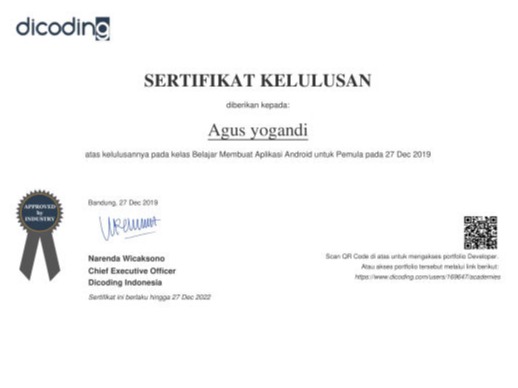 dicoding
SERTIFIKAT KELULUSAN
diberikan kepada:
Agus yogandi
atas kelulusannya pada kelas Belajar Membuat Aplikasi Android untuk Pemula pada 27 Dec 2019
APPROVED
by
INDUSTRY
Bandung, 27 Dec 2019
Narenda Wicaksono
Chief Executive Officer
Dicoding Indonesia
Sertifikat ini berlaku hingga 27 Dec 2022
Scan QR Code di atas untuk mengakses portfolio Developer.
Atau akses portfolio tersebut melalui link berikut:
https://www.dicoding.com/users/169647/academies